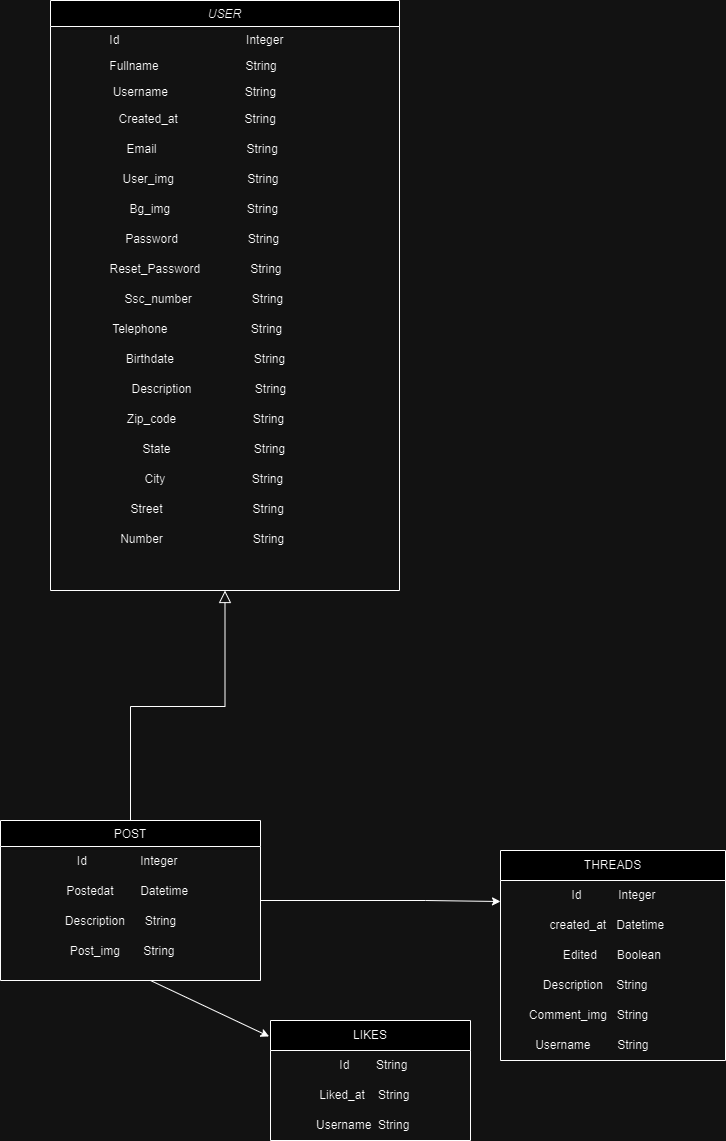 USER
Id Integer
Fullname String
Username String
Created_at String
Email String
User_img String
Bg_img String
Password String
Reset_Password String
Ssc_number String
Telephone String
Birthdate String
Description String
Zip_code String
State String
City String
Street String
Number String
POST
Id Integer
Postedat Datetime
Description String
Post_img String
THREADS
Id Integer
created_at Datetime
Edited Boolean
Description String
Comment_img String
Username String
LIKES
Id String
Liked_at String
Username String